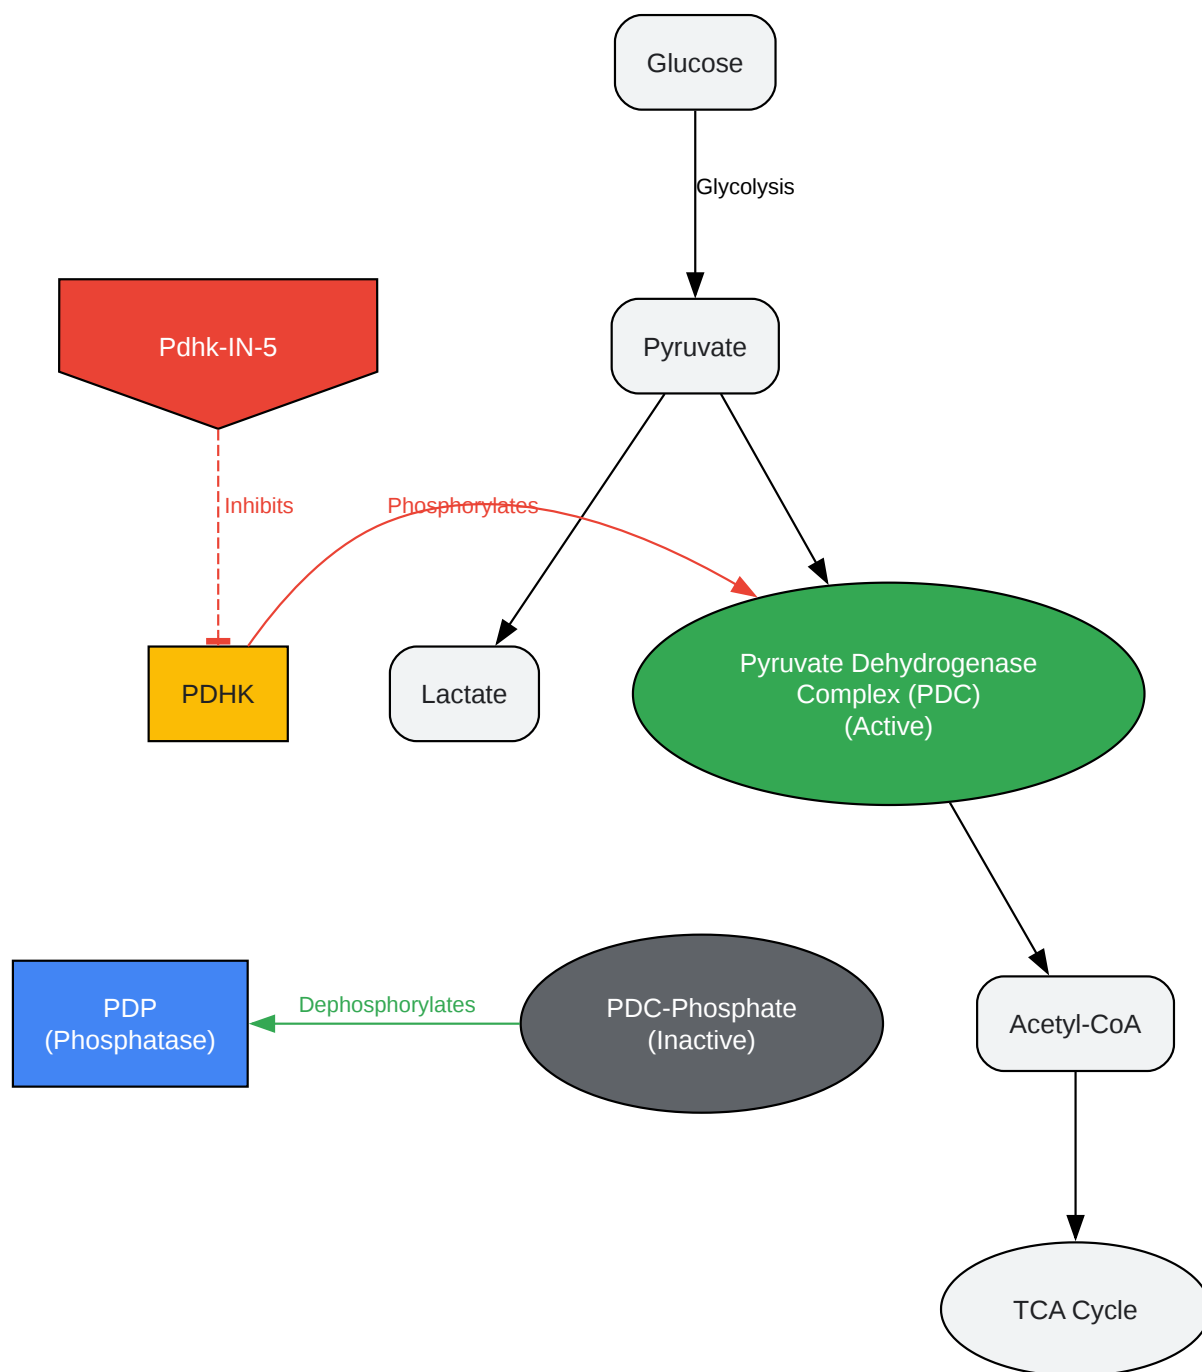 Glucose
Glycolysis
Pdhk-IN-5
Pyruvate
Inhibits
Phosphorylates
PDHK
Lactate
Pyruvate Dehydrogenase
Complex (PDC)
(Active)
PDP
(Phosphatase)
Dephosphorylates
PDC-Phosphate
(Inactive)
Acetyl-CoA
TCA Cycle